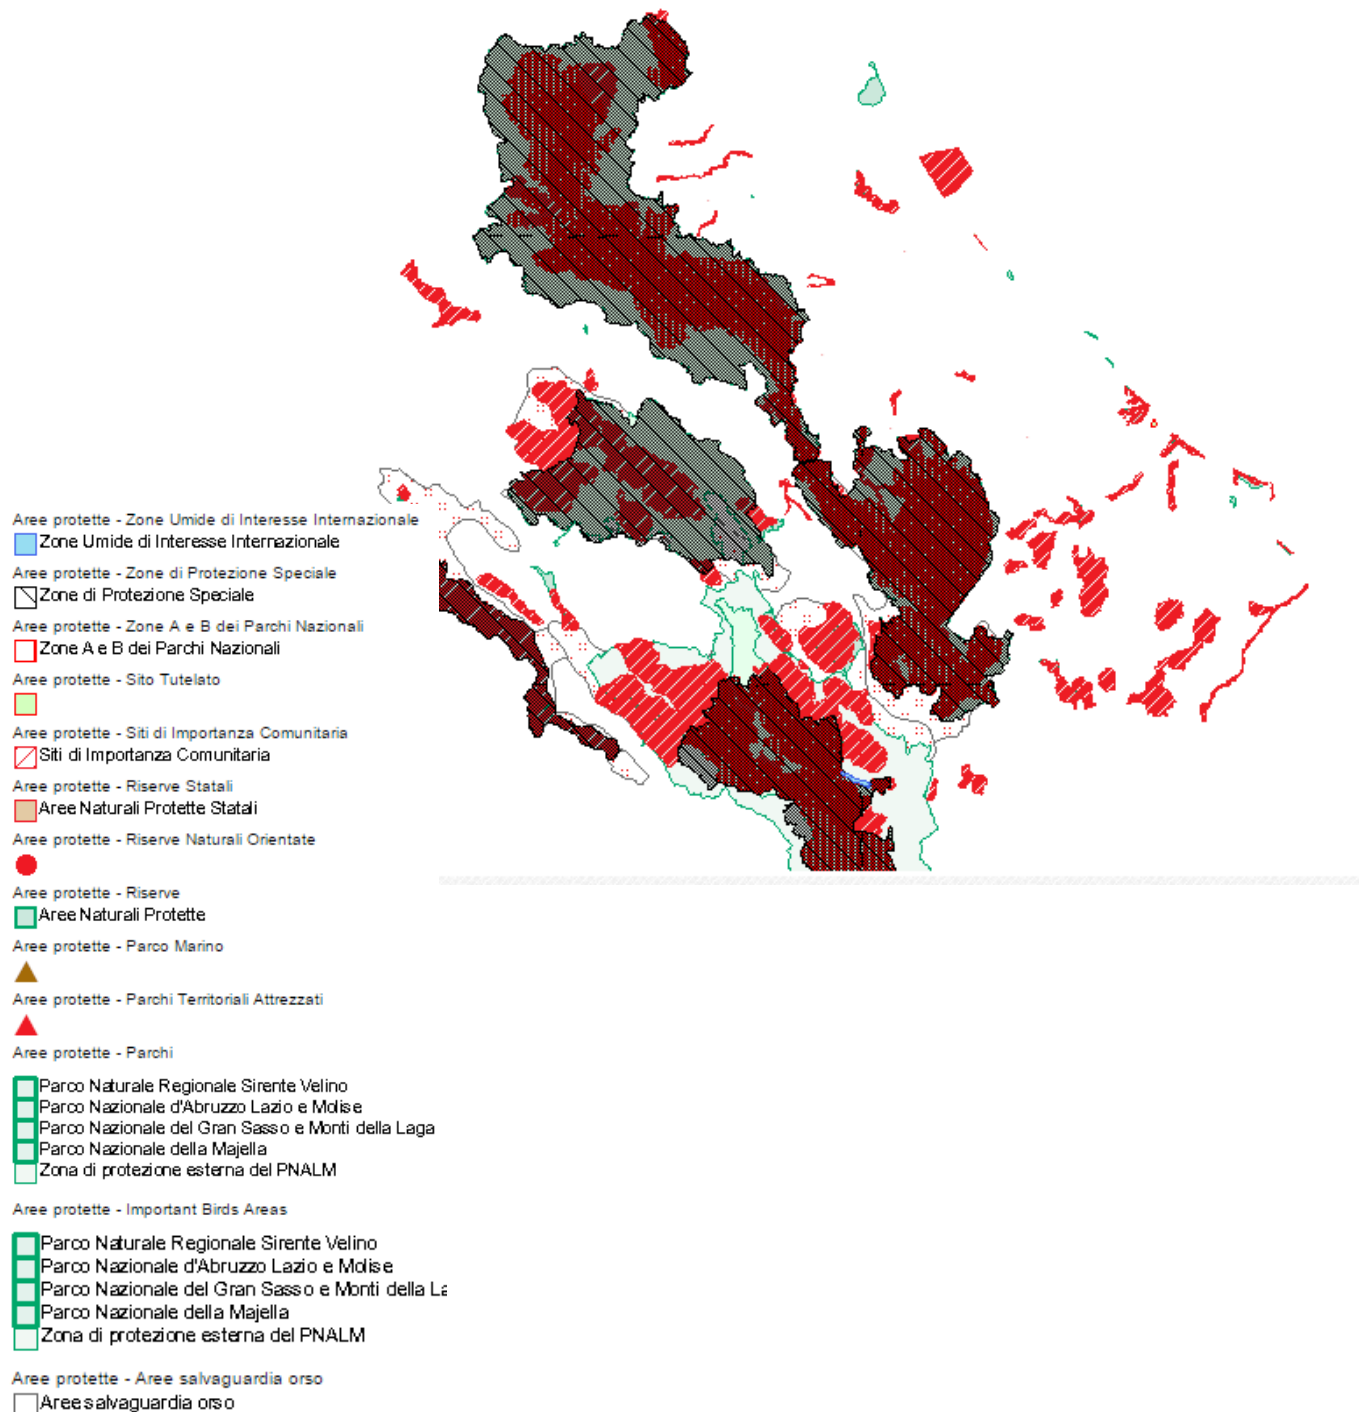 Aree protette - Zone Umide di Interesse Internazionale
Zone Umide di Interesse Internazionale
Aree protette - Zone di Protezione Speciale
Zone di Protezione Speciale
Aree protette - Zone A e B dei Parchi Nazionali
Zone A e B dei Parchi Nazionali
Aree protette - Sito Tutelato
Aree protette - Siti di Importanza Comunitaria
Siti di Importanza Comunitaria
Aree protette - Riserve Statali
Aree Naturali Protette Statali
Aree protette - Riserve Naturali Orientate
Aree protette - Riserve
Aree Naturali Protette
Aree protette - Parco Marino
Aree protette - Parchi Territoriali Attrezzati
Aree protette - Parchi
Parco Naturale Regionale Sirente Velino
Parco Nazionale d'Abruzzo Lazio e Molise
Parco Nazionale del Gran Sasso e Monti della Laga
Parco Nazionale della Majella
Zona di protezione esterna del PNALM
Aree protette - Important Birds Areas
Parco Naturale Regionale Sirente Velino
Parco Nazionale d'Abruzzo Lazio e Molise
Parco Nazionale del Gran Sasso e Monti della La
Parco Nazionale della Majella
Zona di protezione esterna del PNALM
Aree protette - Aree salvaguardia orso
Aree salvaguardia orso